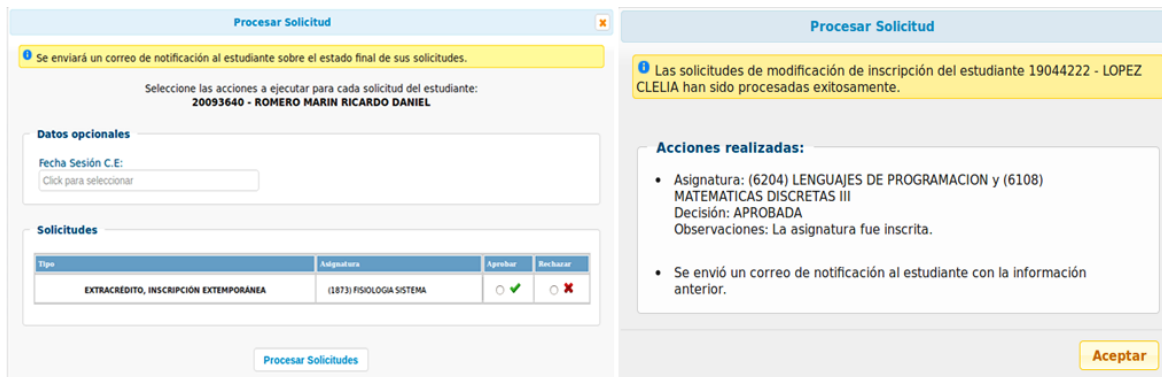 Procesar Solicitud
Se enviará un correo de notificación al estudiante sobre el estado final de sus solicitudes.
Seleccione las acciones a ejecutar para cada solicitud del estudiante:
20093640 - ROMERO MARIN RICARDO DANIEL
Datos opcionales
Fecha Sesión C.E:
Click para seleccionar
Solicitudes
Tipo Asignatura Aprobar Rechazar
EXTRACRÉDITO, INSCRIPCIÓN EXTEMPORÁNEA (1873) FISIOLOGIA SISTEMA
Procesar Solicitudes
Procesar Solicitud
Las solicitudes de modificación de inscripción del estudiante 19044222 - LOPEZ
CLELIA han sido procesadas exitosamente.
Acciones realizadas:
• Asignatura: (6204) LENGUAJES DE PROGRAMACION y (6108)
MATEMATICAS DISCRETAS III
Decisión: APROBADA
Observaciones: La asignatura fue inscrita.
• Se envió un correo de notificación al estudiante con la información
anterior.
Aceptar